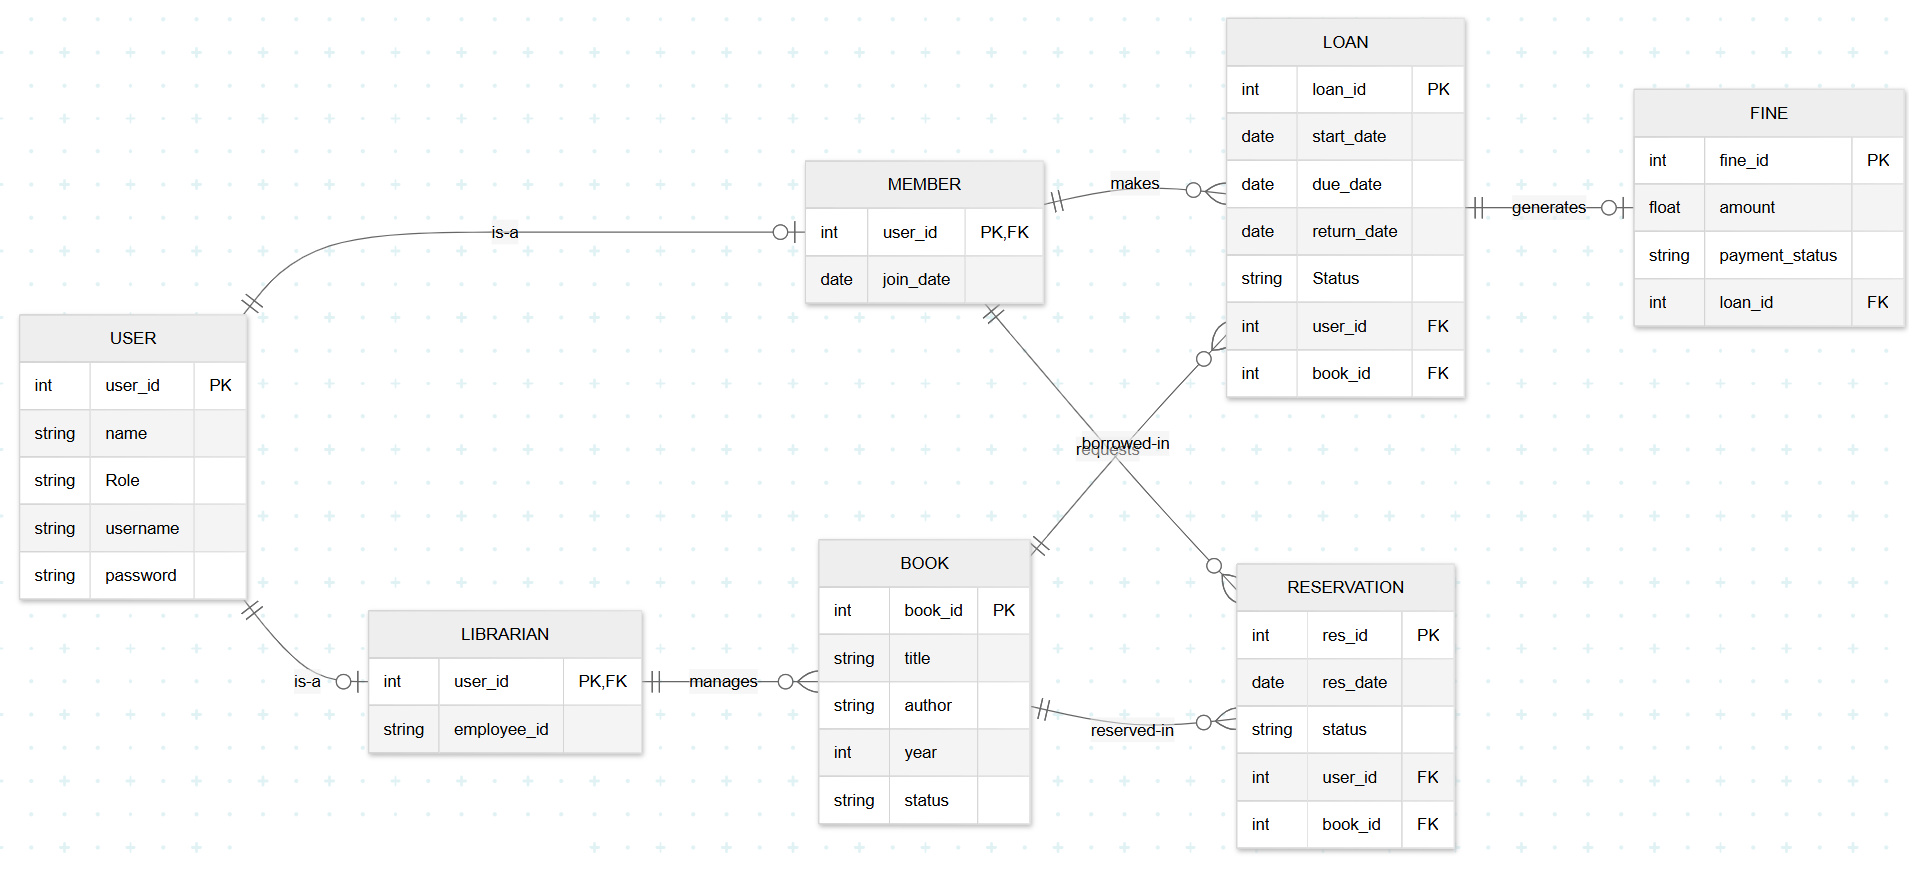 USER
int user_id PK
string name
string Role
string username
string password
is-a
is-a
LIBRARIAN
int user_id PK,FK
string employee_id
manages
MEMBER
int user_id PK,FK
date join_date
makes
requests
borrowed-in
BOOK
int book_id PK
string title
string author
int year
string status
reserved-in
LOAN
int loan_id PK
date start_date
date due_date
date return_date
string Status
int user_id FK
int book_id FK
generates
RESERVATION
int res_id PK
date res_date
string status
int user_id FK
int book_id FK
FINE
int fine_id PK
float amount
string payment_status
int loan_id FK